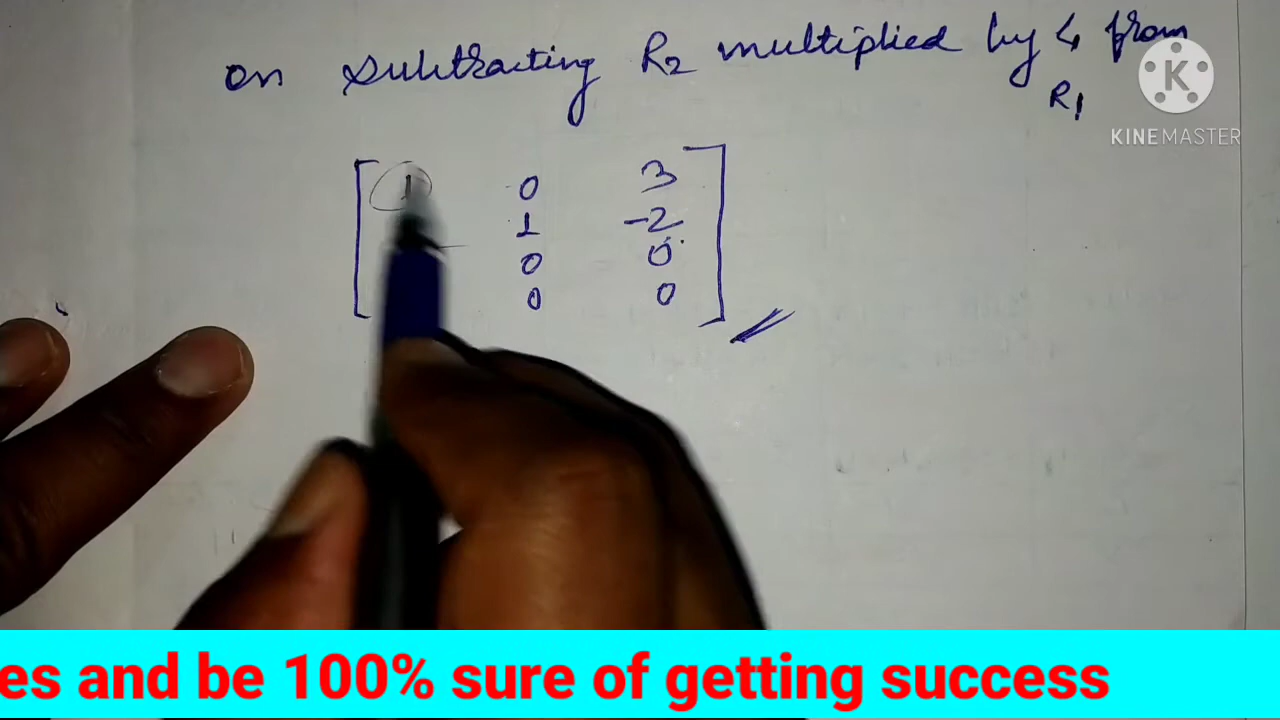 on subtracting R2 multiplied by 4 from
R1
K
KINEMASTER
1 0 3
1 -2
0 0
0 0
es and be 100% sure of getting success